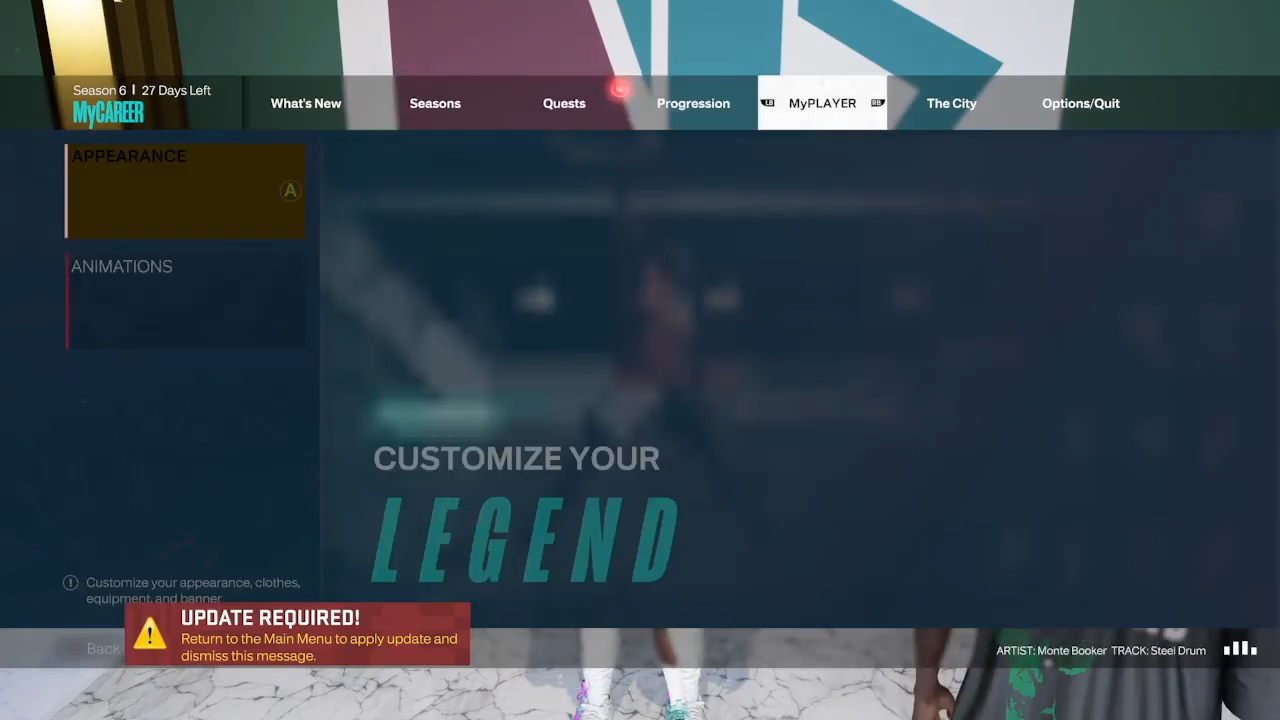 Season 6 | 27 Days Left
MyCAREER
What's New
Seasons
Quests
Progression
LB MyPLAYER RB
The City
Options/Quit
APPEARANCE
A
ANIMATIONS
CUSTOMIZE YOUR
LEGEND
Customize your appearance, clothes,
equipment, and banner
UPDATE REQUIRED!
Return to the Main Menu to apply update and
dismiss this message.
Back
ARTIST: Monte Booker TRACK: Steel Drum